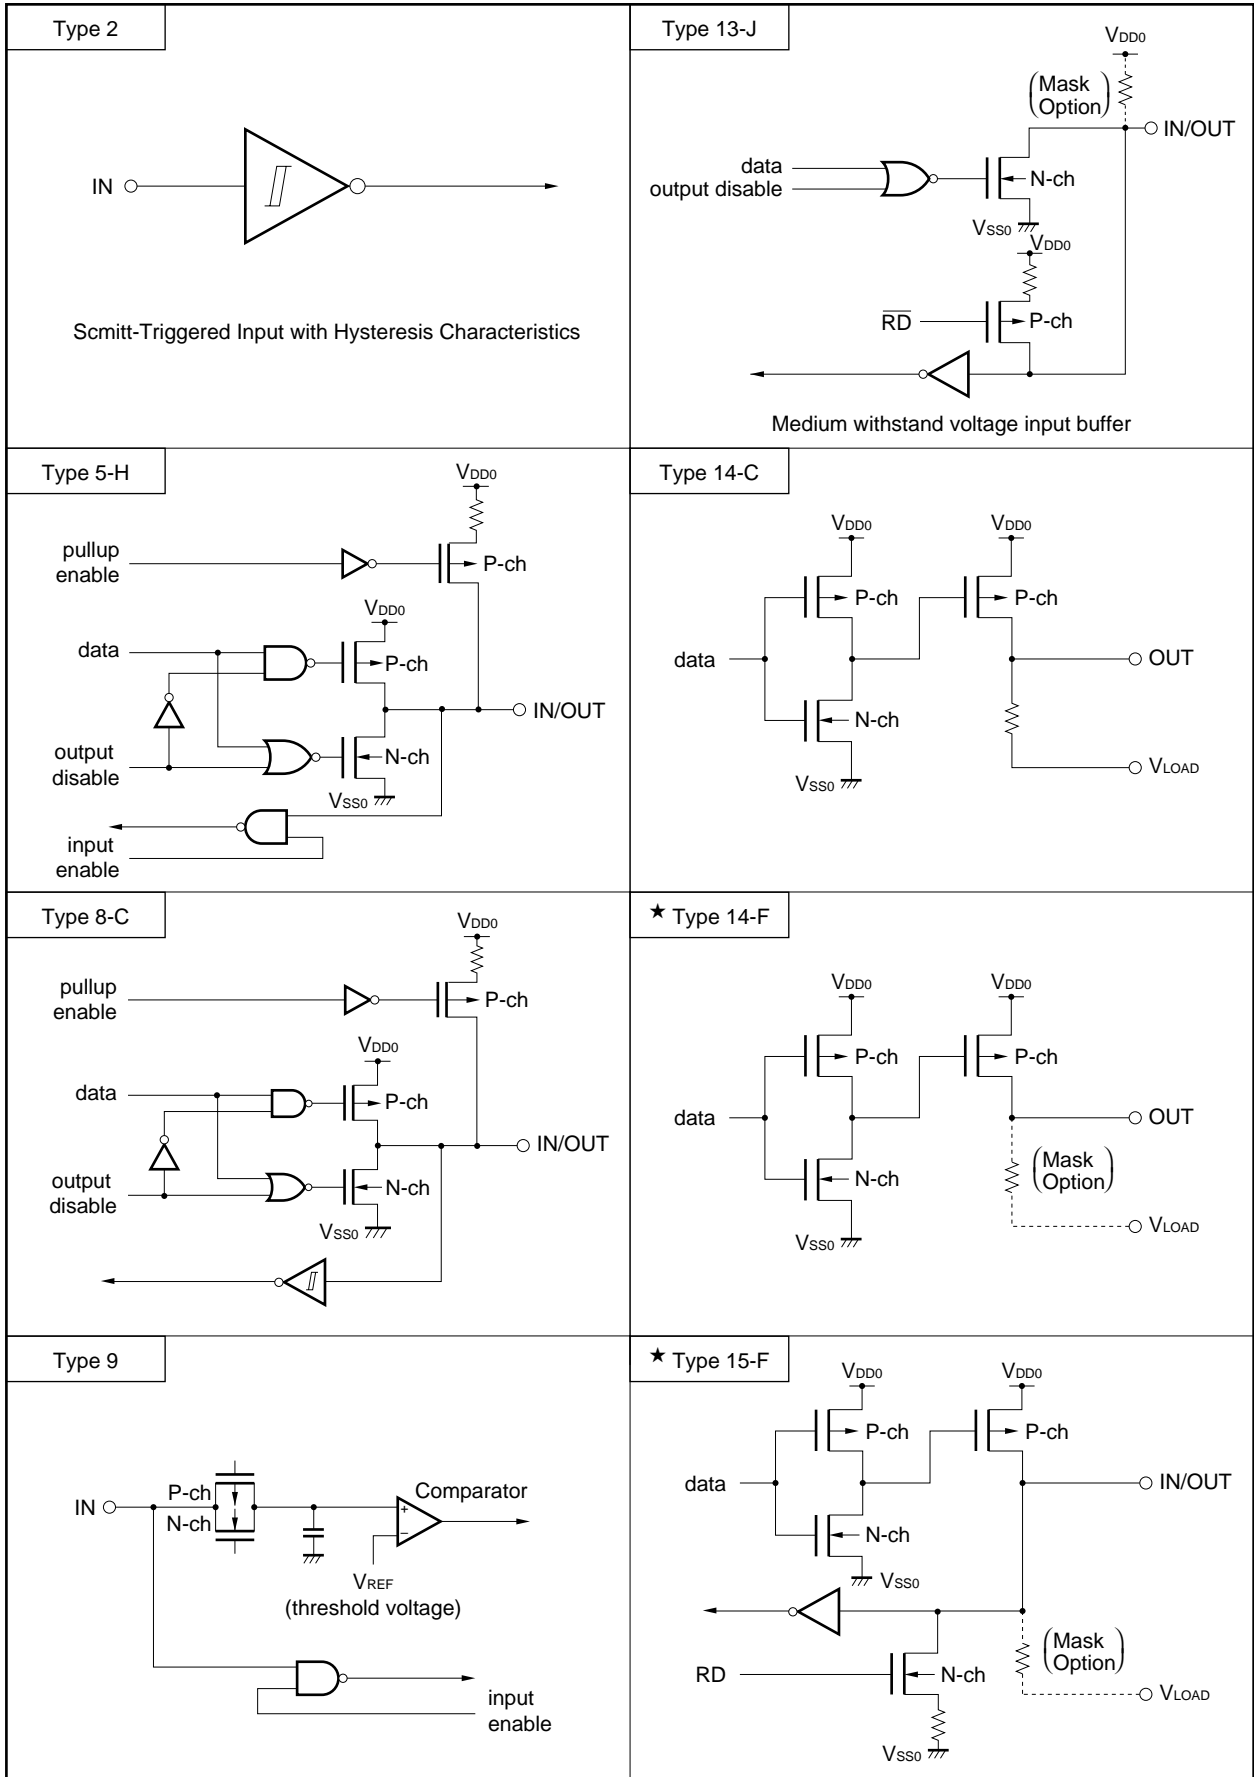 Type 2
IN
Scmitt-Triggered Input with Hysteresis Characteristics
Type 13-J
VDD0
(Mask
Option)
IN/OUT
data
output disable
N-ch
VSS0
VDD0
RD
P-ch
Medium withstand voltage input buffer
Type 5-H
VDD0
pullup
enable
P-ch
VDD0
data
P-ch
IN/OUT
output
disable
N-ch
VSS0
input
enable
Type 14-C
VDD0
VDD0
P-ch
P-ch
data
OUT
N-ch
VSS0
VLOAD
Type 8-C
VDD0
pullup
enable
P-ch
VDD0
data
P-ch
IN/OUT
output
disable
N-ch
VSS0
★ Type 14-F
VDD0
VDD0
P-ch
P-ch
data
OUT
(Mask
Option)
N-ch
VSS0
VLOAD
Type 9
P-ch
IN
N-ch
Comparator
+
−
VREF
(threshold voltage)
input
enable
★ Type 15-F
VDD0
VDD0
P-ch
P-ch
data
IN/OUT
N-ch
VSS0
(Mask
Option)
RD
N-ch
VLOAD
VSS0